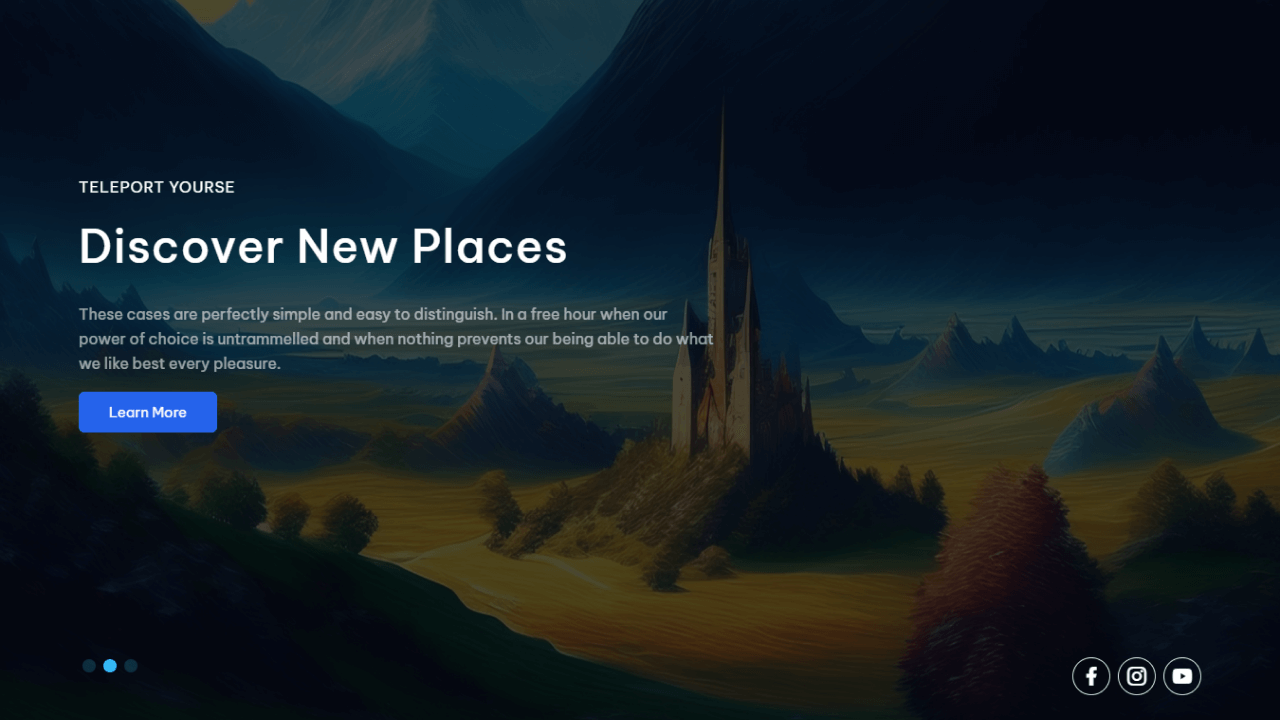 TELEPORT YOURSE
Discover New Places
These cases are perfectly simple and easy to distinguish. In a free hour when our
power of choice is untrammelled and when nothing prevents our being able to do what
we like best every pleasure.
Learn More